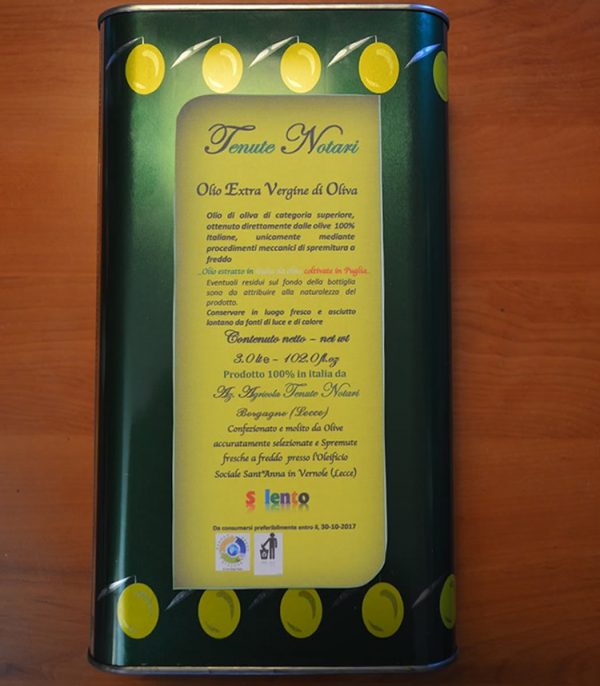 Tenute Notari
Olio Extra Vergine di Oliva
Olio di oliva di categoria superiore,
ottenuto direttamente dalle olive 100%
Italiane, unicamente mediante
procedimenti meccanici di spremitura a
freddo
..Olio estratto in Italia da olive coltivate in Puglia..
Eventuali residui sul fondo della bottiglia
sono da attribuire alla naturalezza del
prodotto.
Conservare in luogo fresco e asciutto
lontano da fonti di luce e di calore
Contenuto netto – net wt
3.0 lt e – 102.0 fl.oz
Prodotto 100% in italia da
Az. Agricola Tenute Notari
Borgagne (Lecce)
Confezionato e molito da Olive
accuratamente selezionate e Spremute
fresche a freddo presso l'Oleificio
Sociale Sant'Anna in Vernole (Lecce)
S lento
Da consumarsi preferibilmente entro il, 30-10-2017